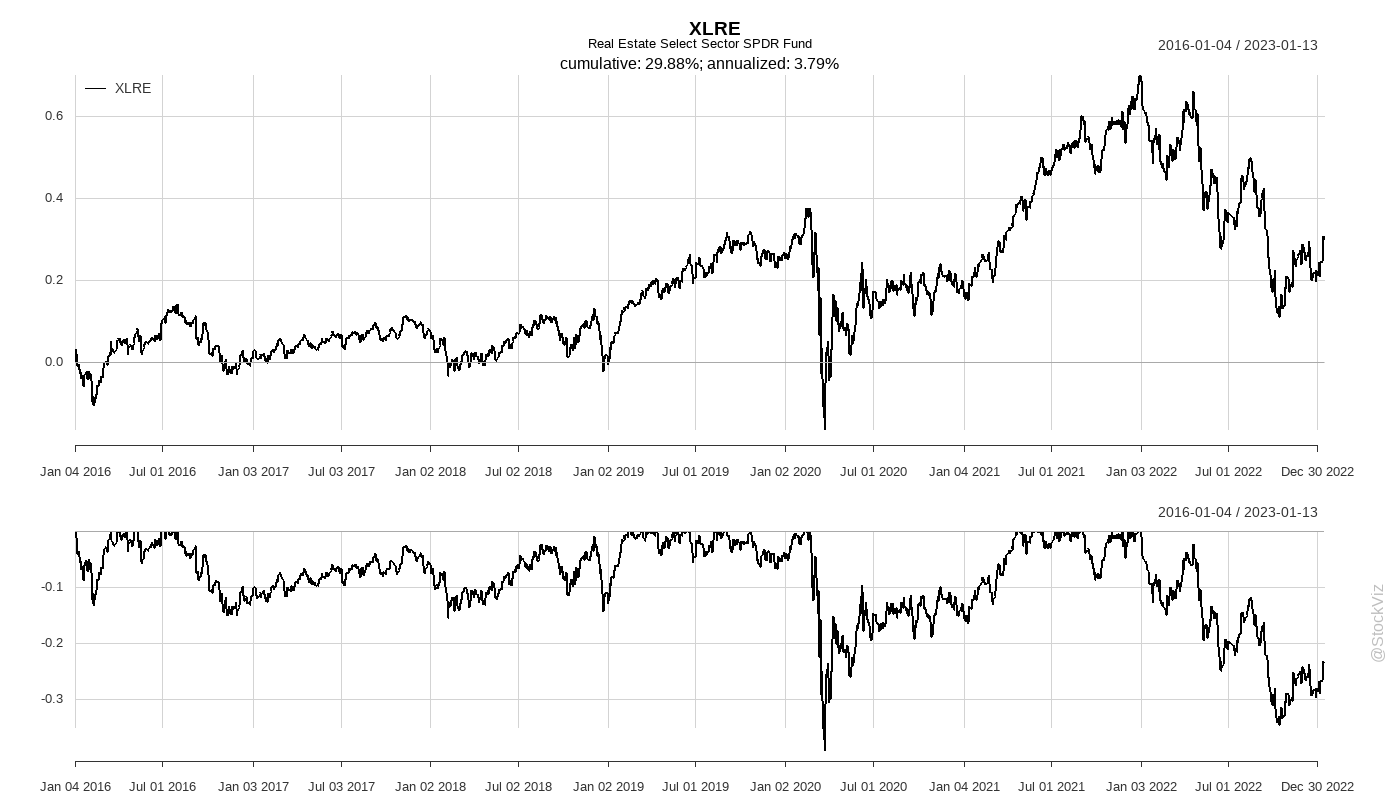 XLRE
Real Estate Select Sector SPDR Fund
cumulative: 29.88%; annualized: 3.79%
2016-01-04 / 2023-01-13
XLRE
0.6
0.4
0.2
0.0
Jan 04 2016 Jul 01 2016 Jan 03 2017 Jul 03 2017 Jan 02 2018 Jul 02 2018 Jan 02 2019 Jul 01 2019 Jan 02 2020 Jul 01 2020 Jan 04 2021 Jul 01 2021 Jan 03 2022 Jul 01 2022 Dec 30 2022
2016-01-04 / 2023-01-13
-0.1
-0.2
-0.3
Jan 04 2016 Jul 01 2016 Jan 03 2017 Jul 03 2017 Jan 02 2018 Jul 02 2018 Jan 02 2019 Jul 01 2019 Jan 02 2020 Jul 01 2020 Jan 04 2021 Jul 01 2021 Jan 03 2022 Jul 01 2022 Dec 30 2022
@StockViz